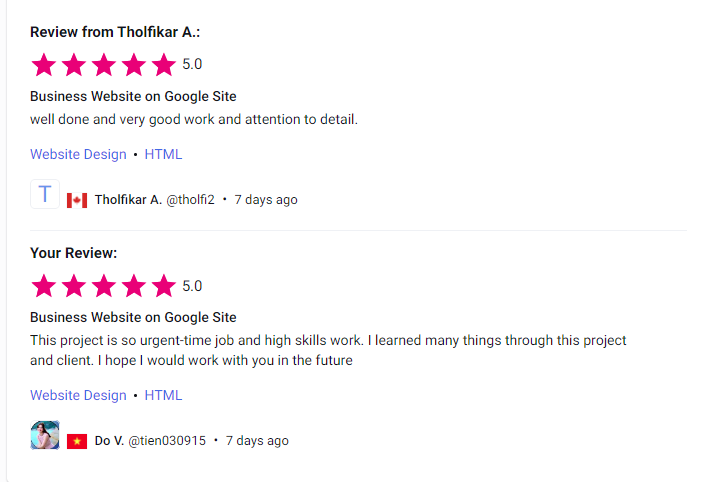 Review from Tholfikar A.:
5.0
Business Website on Google Site
well done and very good work and attention to detail.
Website Design • HTML
T Tholfikar A. @tholfi2 • 7 days ago
Your Review:
5.0
Business Website on Google Site
This project is so urgent-time job and high skills work. I learned many things through this project
and client. I hope I would work with you in the future
Website Design • HTML
Do V. @tien030915 • 7 days ago